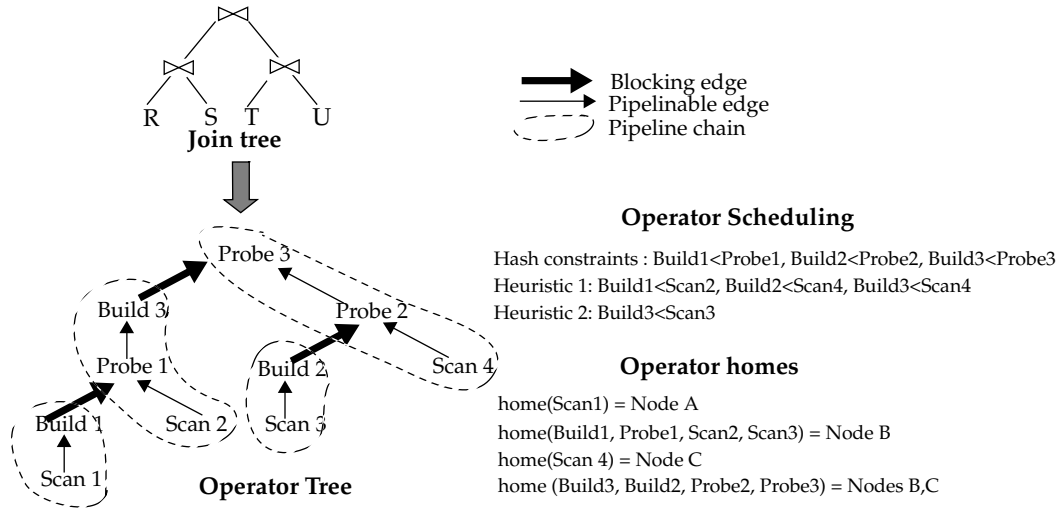 R S T U
Join tree
Blocking edge
Pipelinable edge
Pipeline chain
Operator Scheduling
Hash constraints : Build1<Probe1, Build2<Probe2, Build3<Probe3
Heuristic 1: Build1<Scan2, Build2<Scan4, Build3<Scan4
Heuristic 2: Build3<Scan3
Probe 3
Build 3
Probe 2
Probe 1
Build 2
Scan 4
Build 1
Scan 2
Scan 3
Scan 1
Operator Tree
Operator homes
home(Scan1) = Node A
home(Build1, Probe1, Scan2, Scan3) = Node B
home(Scan 4) = Node C
home (Build3, Build2, Probe2, Probe3) = Nodes B,C